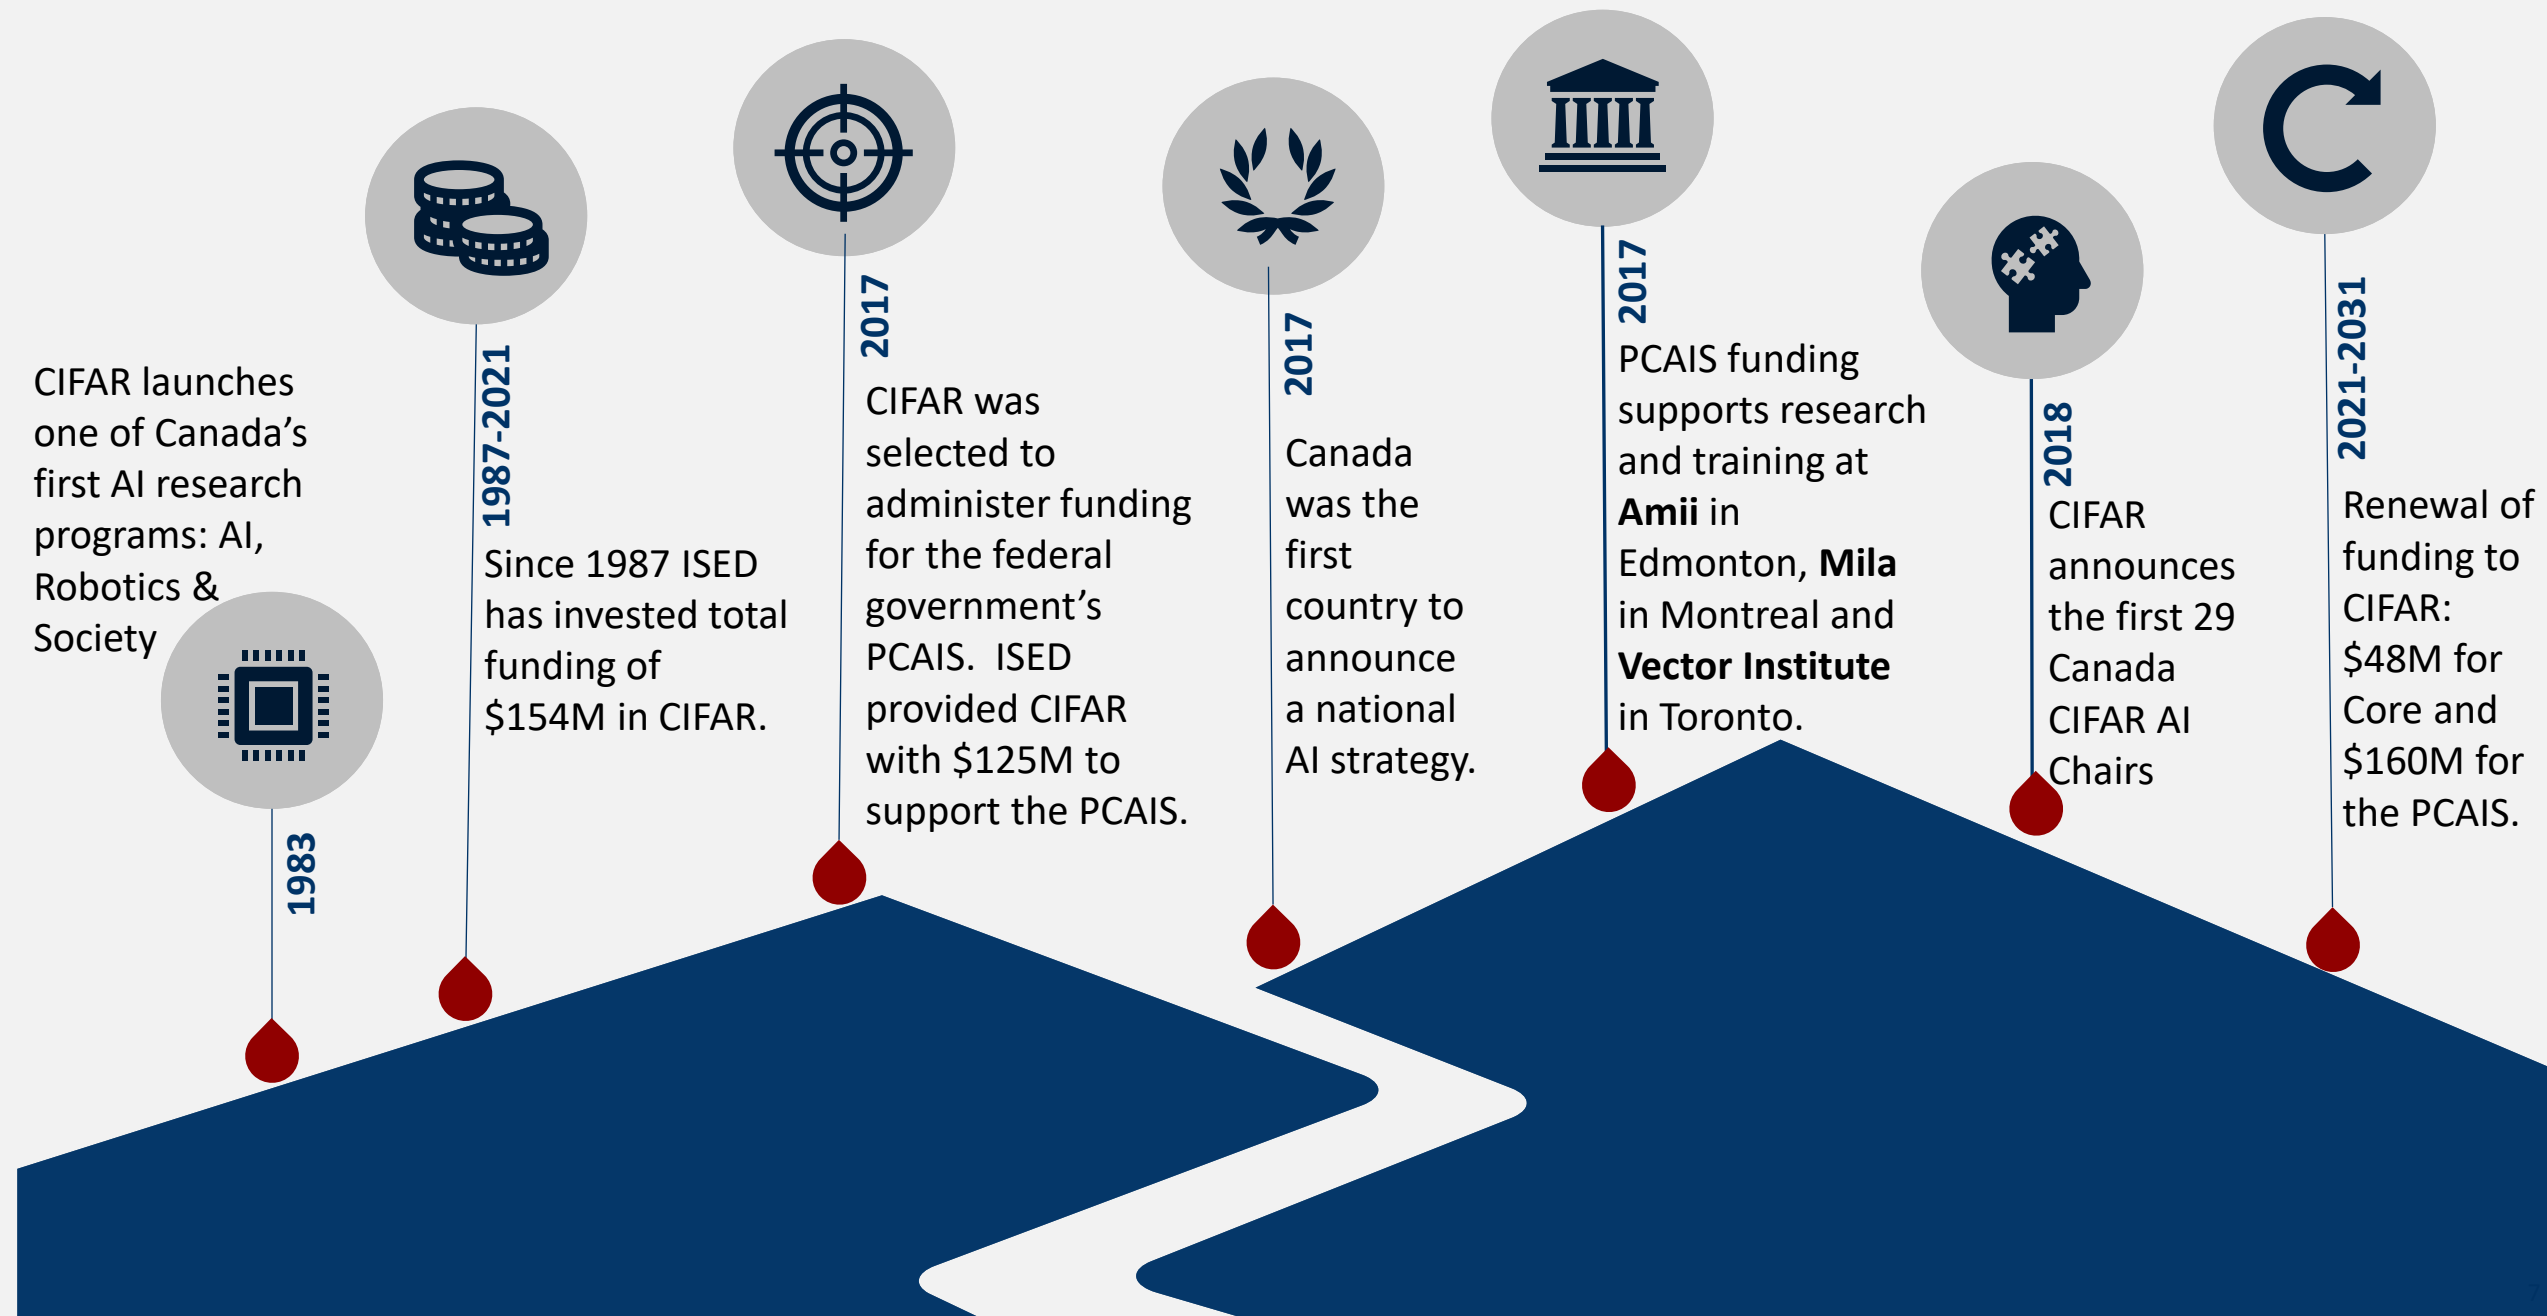 CIFAR launches
one of Canada's
first AI research
programs: AI,
Robotics &
Society
1983
1987-2021
Since 1987 ISED
has invested total
funding of
$154M in CIFAR.
2017
CIFAR was
selected to
administer funding
for the federal
government's
PCAIS.  ISED
provided CIFAR
with $125M to
support the PCAIS.
2017
Canada
was the
first
country to
announce
a national
AI strategy.
2017
PCAIS funding
supports research
and training at
Amii in
Edmonton, Mila
in Montreal and
Vector Institute
in Toronto.
2018
CIFAR
announces
the first 29
Canada
CIFAR AI
Chairs
2021-2031
Renewal of
funding to
CIFAR:
$48M for
Core and
$160M for
the PCAIS.